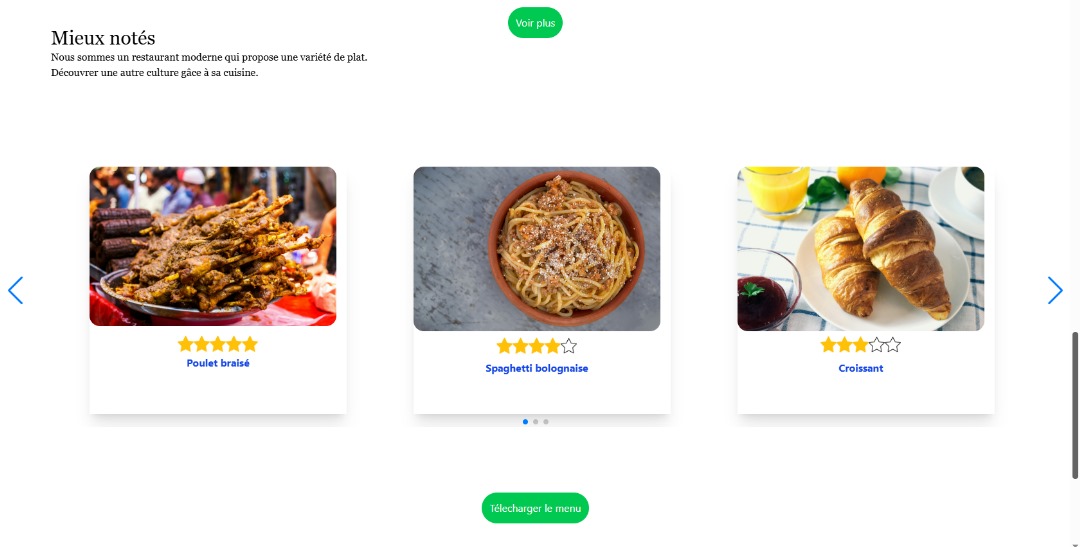 Voir plus
Mieux notés
Nous sommes un restaurant moderne qui propose une variété de plat.
Découvrer une autre culture gâce à sa cuisine.
Poulet braisé
Spaghetti bolognaise
Croissant
Télecharger le menu